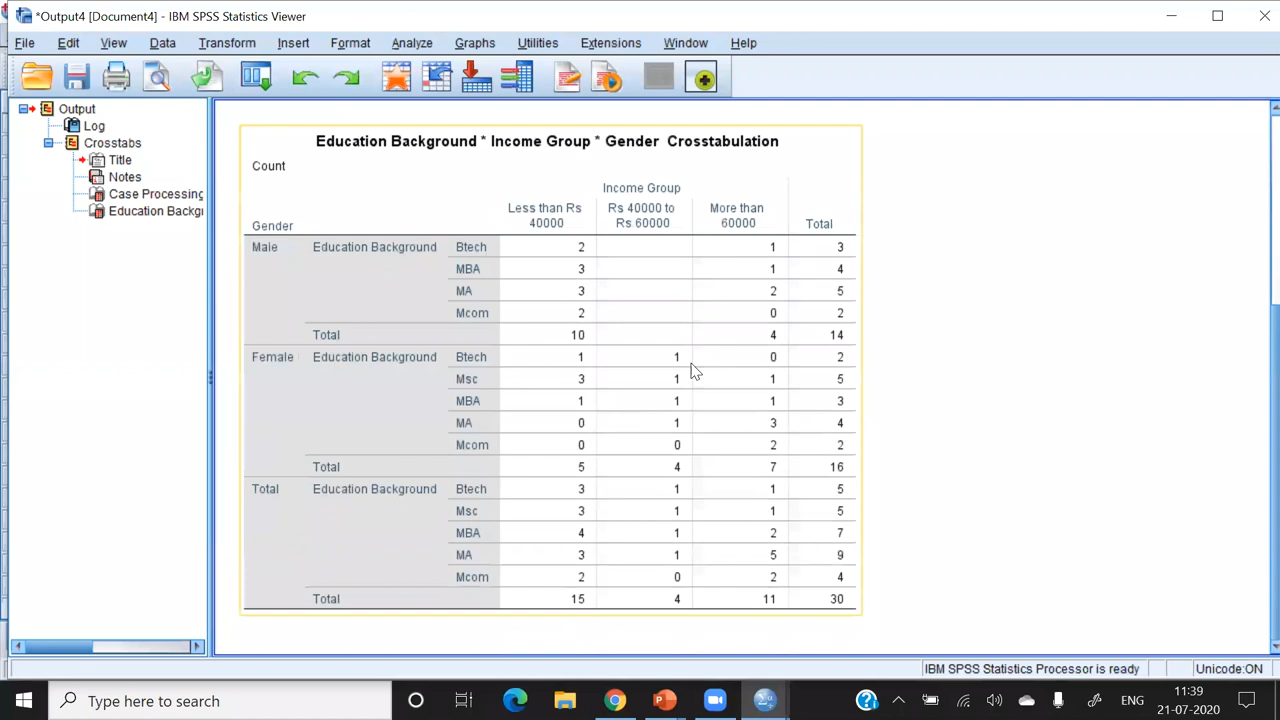 *Output4 [Document4] - IBM SPSS Statistics Viewer
File Edit View Data Transform Insert Format Analyze Graphs Utilities Extensions Window Help
Output
Log
Crosstabs
Title
Notes
Case Processing
Education Backgr
Education Background * Income Group * Gender Crosstabulation
Count
Income Group
Gender Less than Rs 40000 Rs 40000 to Rs 60000 More than 60000 Total
Male Education Background Btech 2 1 3
MBA 3 1 4
MA 3 2 5
Mcom 2 0 2
Total 10 4 14
Female Education Background Btech 1 1 0 2
Msc 3 1 1 5
MBA 1 1 1 3
MA 0 1 3 4
Mcom 0 0 2 2
Total 5 4 7 16
Total Education Background Btech 3 1 1 5
Msc 3 1 1 5
MBA 4 1 2 7
MA 3 1 5 9
Mcom 2 0 2 4
Total 15 4 11 30
IBM SPSS Statistics Processor is ready Unicode:ON
Type here to search
ENG
11:39
21-07-2020